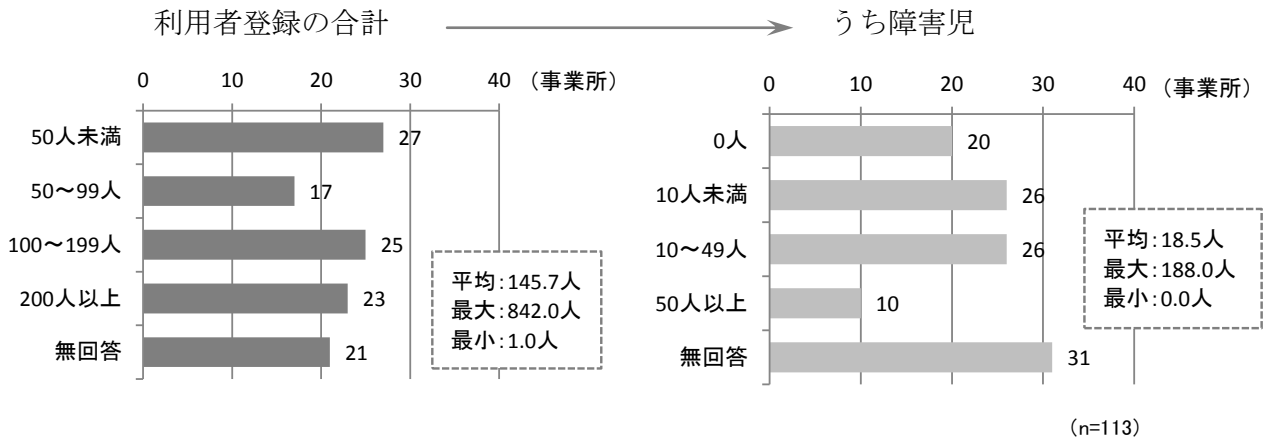 利用者登録の合計
うち障害児
0 10 20 30 40 （事業所）
50人未満 27
50～99人 17
100～199人 25
200人以上 23
無回答 21
平均：145.7人
最大：842.0人
最小：1.0人
0 10 20 30 40 （事業所）
0人 20
10人未満 26
10～49人 26
50人以上 10
無回答 31
平均：18.5人
最大：188.0人
最小：0.0人
（n=113）